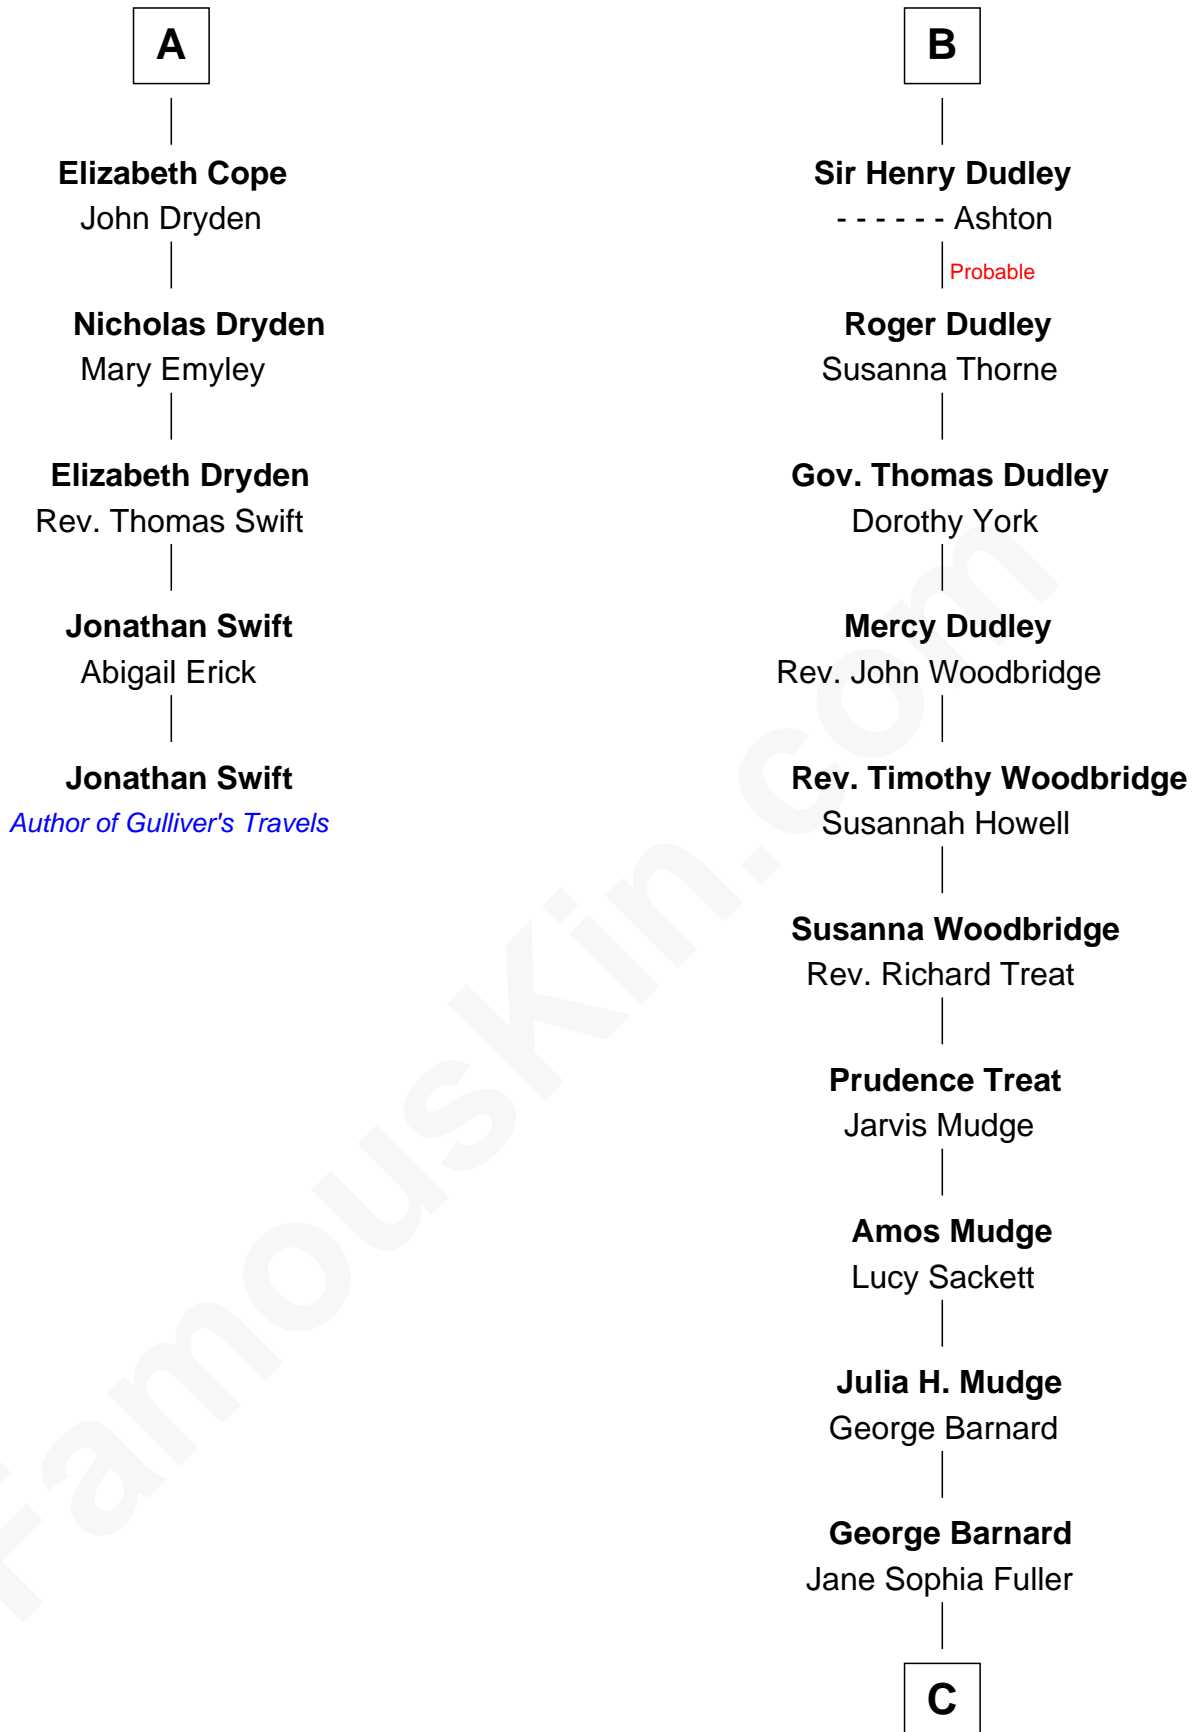 A
Elizabeth Cope
John Dryden
Nicholas Dryden
Mary Emyley
Elizabeth Dryden
Rev. Thomas Swift
Jonathan Swift
Abigail Erick
Jonathan Swift
Author of Gulliver's Travels
B
Sir Henry Dudley
- - - - - - Ashton
Probable
Roger Dudley
Susanna Thorne
Gov. Thomas Dudley
Dorothy York
Mercy Dudley
Rev. John Woodbridge
Rev. Timothy Woodbridge
Susannah Howell
Susanna Woodbridge
Rev. Richard Treat
Prudence Treat
Jarvis Mudge
Amos Mudge
Lucy Sackett
Julia H. Mudge
George Barnard
George Barnard
Jane Sophia Fuller
C
FamousKin.com